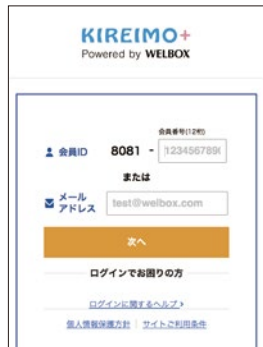 KIREIMO+
Powered by WELBOX
会員番号(12桁)
会員ID 8081 - 1234567890
または
メール
アドレス
test@welbox.com
次へ
ログインでお困りの方
ログインに関するヘルプ›
個人情報保護方針 | サイトご利用条件